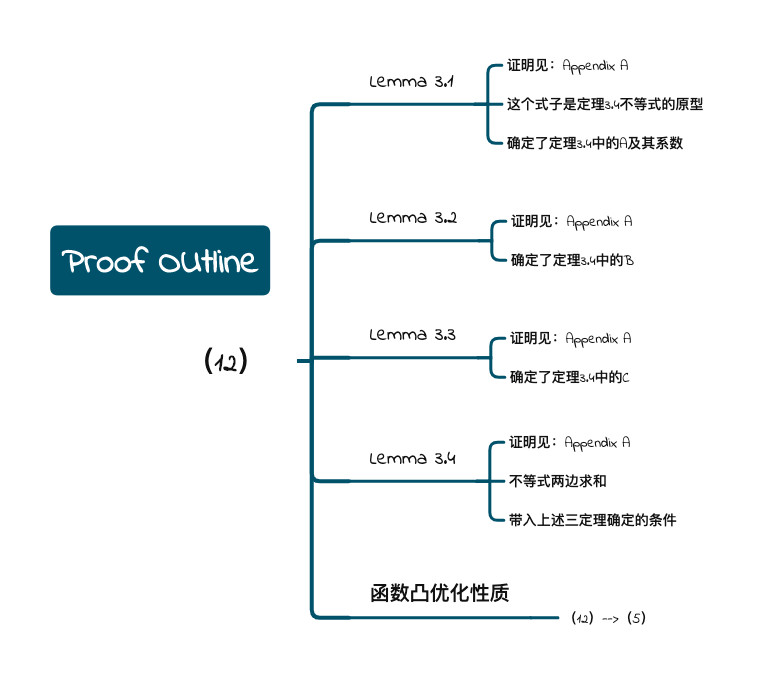 Proof Outline
(12)
Lemma 3.1
证明见：Appendix A
这个式子是定理3.4不等式的原型
确定了定理3.4中的A及其系数
Lemma 3.2
证明见：Appendix A
确定了定理3.4中的B
Lemma 3.3
证明见：Appendix A
确定了定理3.4中的C
Lemma 3.4
证明见：Appendix A
不等式两边求和
带入上述三定理确定的条件
函数凸优化性质
(12) --> (5)